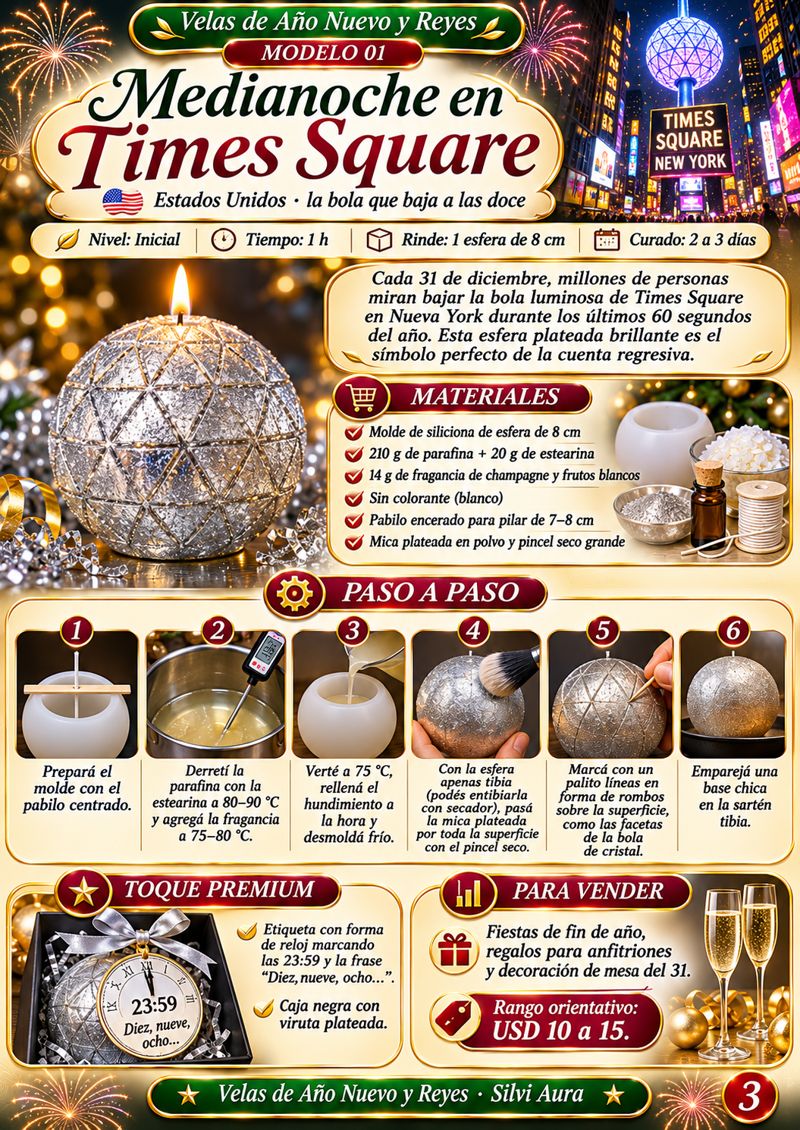 Velas de Año Nuevo y Reyes
MODELO 01
Medianoche en
Times Square
Estados Unidos · la bola que baja a las doce
TIMES
SQUARE
NEW YORK
Nivel: Inicial
Tiempo: 1 h
Rinde: 1 esfera de 8 cm
Curado: 2 a 3 días
Cada 31 de diciembre, millones de personas
miran bajar la bola luminosa de Times Square
en Nueva York durante los últimos 60 segundos
del año. Esta esfera plateada brillante es el
símbolo perfecto de la cuenta regresiva.
MATERIALES
Molde de siliciona de esfera de 8 cm
210 g de parafina + 20 g de estearina
14 g de fragancia de champagne y frutos blancos
Sin colorante (blanco)
Pabilo encerado para pilar de 7–8 cm
Mica plateada en polvo y pincel seco grande
PASO A PASO
1
Prepará el
molde con el
pabilo centrado.
2
Derretí la
parafina con la
estearina a 80–90 °C
y agregá la fragancia
a 75–80 °C.
3
Verté a 75 °C,
rellená el
hundimiento a
la hora y
desmoldá frío.
4
Con la esfera
apenas tibia
(podés entibiarla
con secador), pasá
la mica plateada
por toda la superficie
con el pincel seco.
5
Marcá con un
palito líneas en
forma de rombos
sobre la superficie,
como las facetas
de la bola
de cristal.
6
Emparejá una
base chica
en la sartén
tibia.
TOQUE PREMIUM
23:59
Diez, nueve,
ocho...
Etiqueta con forma
de reloj marcando
las 23:59 y la frase
“Diez, nueve, ocho...”.
Caja negra con
viruta plateada.
PARA VENDER
Fiestas de fin de año,
regalos para anfitriones
y decoración de mesa del 31.
Rango orientativo:
USD 10 a 15.
Velas de Año Nuevo y Reyes · Silvi Aura
3